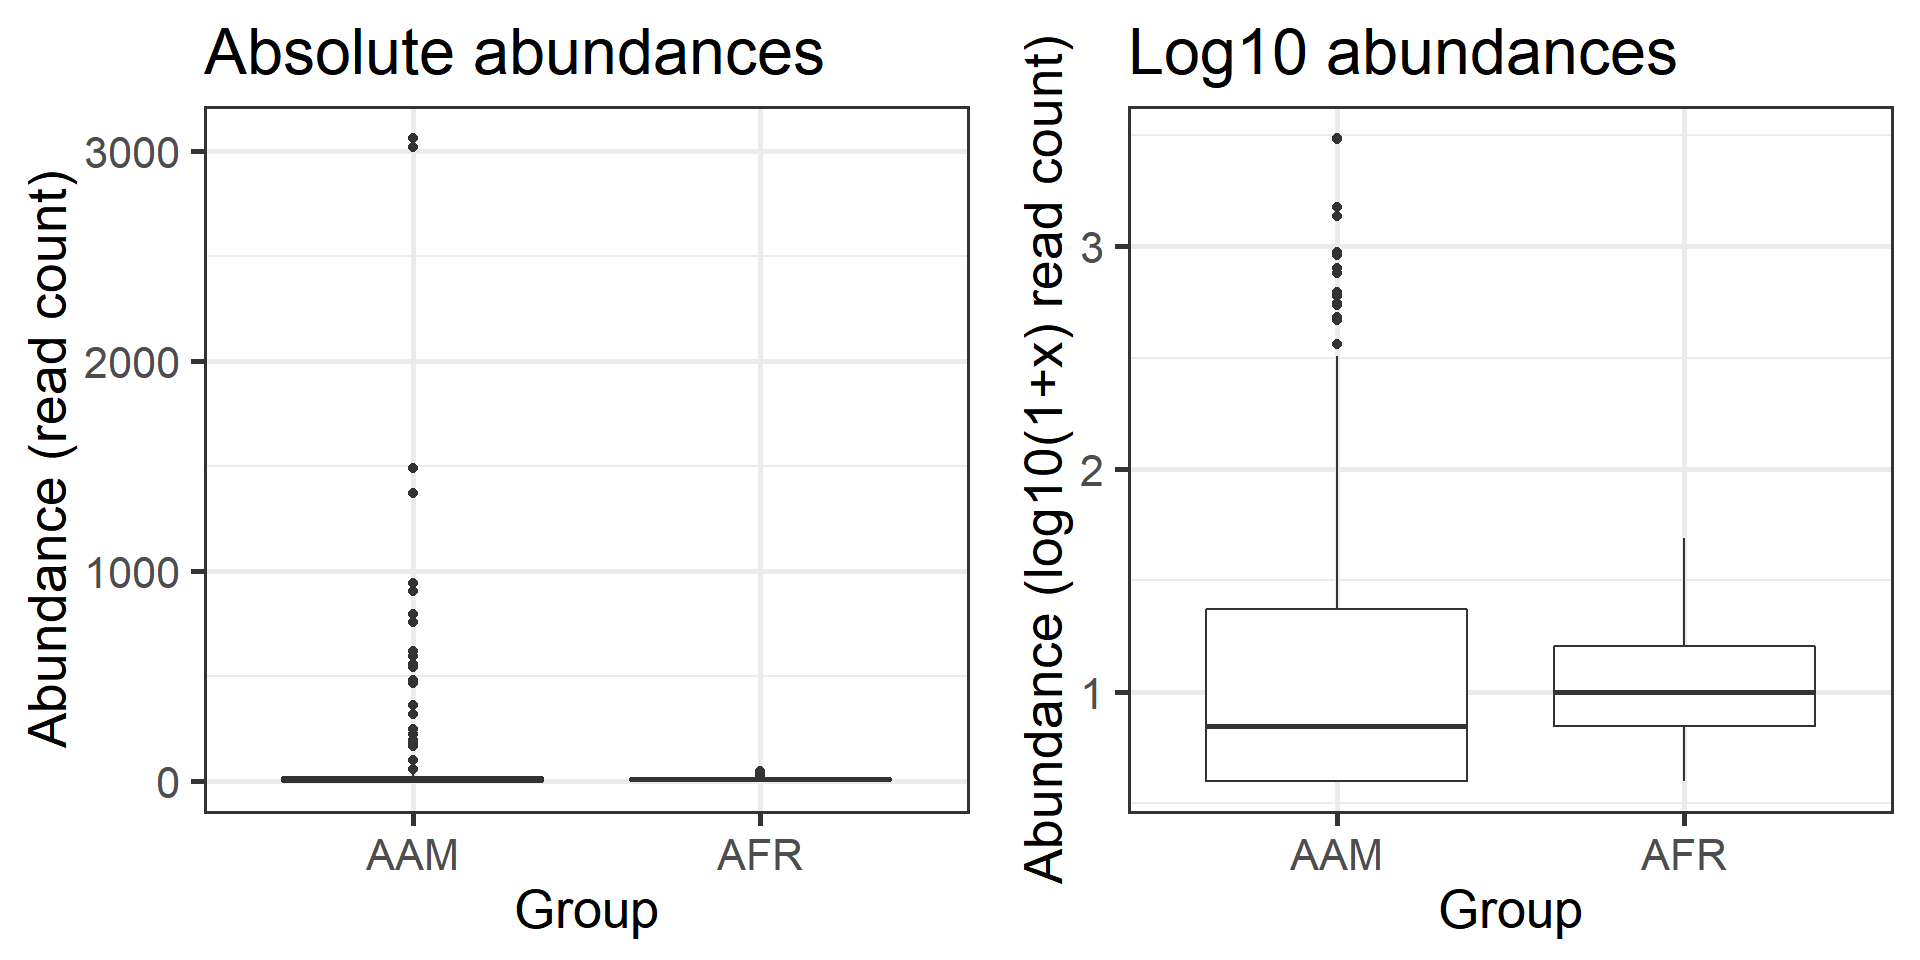 Absolute abundances
Abundance (read count)
3000
2000
1000
0
AAM
AFR
Group
Log10 abundances
Abundance (log10(1+x) read count)
3
2
1
AAM
AFR
Group